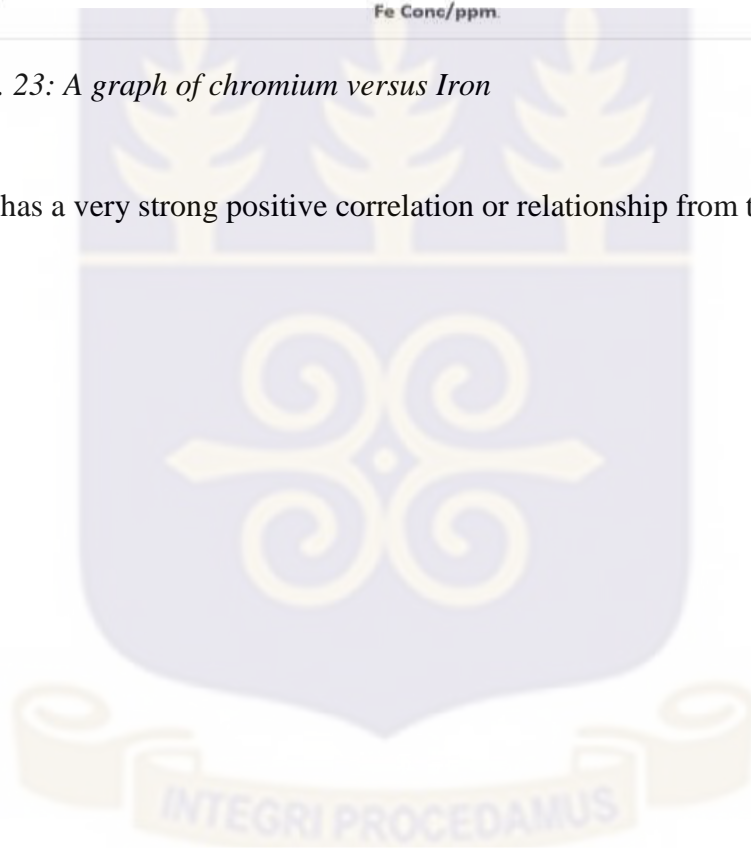 Fe Conc/ppm.
. 23: A graph of chromium versus Iron
has a very strong positive correlation or relationship from t
INTEGRI PROCEDAMUS